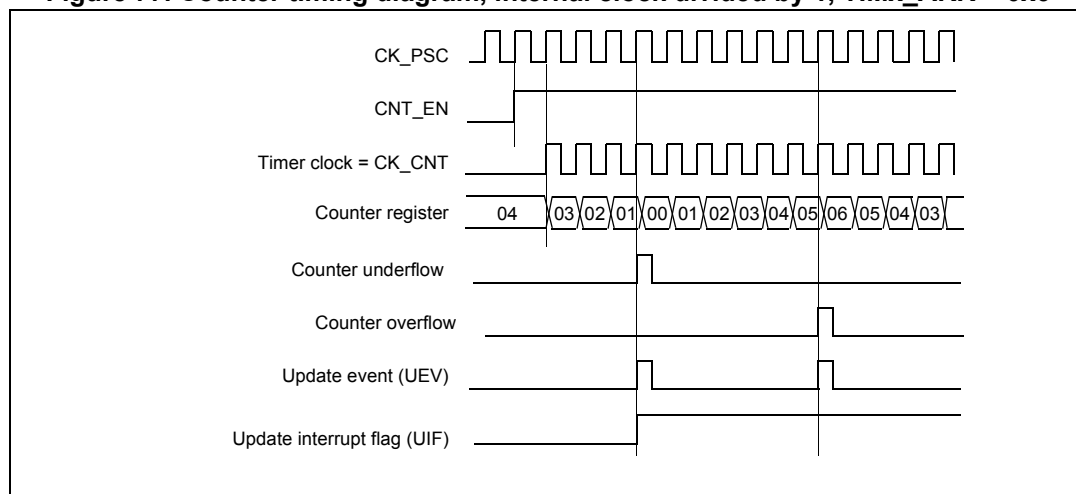 CK_PSC
CNT_EN
Timer clock = CK_CNT
Counter register 04 03 02 01 00 01 02 03 04 05 06 05 04 03
Counter underflow
Counter overflow
Update event (UEV)
Update interrupt flag (UIF)